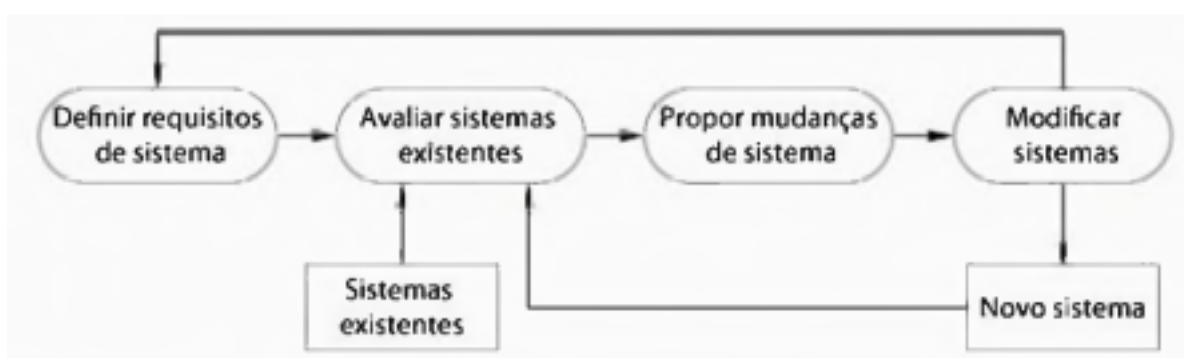 Definir requisitos
de sistema
Avaliar sistemas
existentes
Propor mudanças
de sistema
Modificar
sistemas
Sistemas
existentes
Novo sistema